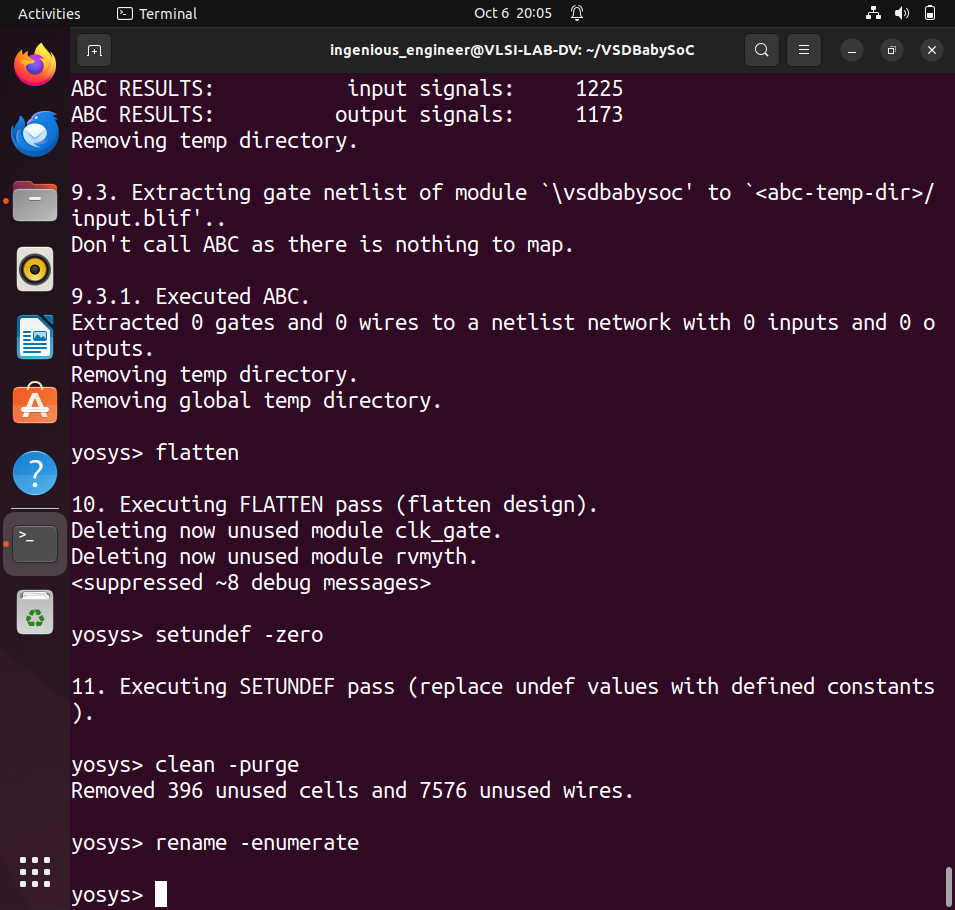 Activities Terminal Oct 6 20:05
ingenious_engineer@VLSI-LAB-DV: ~/VSDBabySoC
ABC RESULTS:           input signals:     1225
ABC RESULTS:          output signals:     1173
Removing temp directory.
9.3. Extracting gate netlist of module `\vsdbabysoc' to `<abc-temp-dir>/
input.blif'..
Don't call ABC as there is nothing to map.
9.3.1. Executed ABC.
Extracted 0 gates and 0 wires to a netlist network with 0 inputs and 0 o
utputs.
Removing temp directory.
Removing global temp directory.
yosys> flatten
10. Executing FLATTEN pass (flatten design).
Deleting now unused module clk_gate.
Deleting now unused module rvmyth.
<suppressed ~8 debug messages>
yosys> setundef -zero
11. Executing SETUNDEF pass (replace undef values with defined constants
).
yosys> clean -purge
Removed 396 unused cells and 7576 unused wires.
yosys> rename -enumerate
yosys>